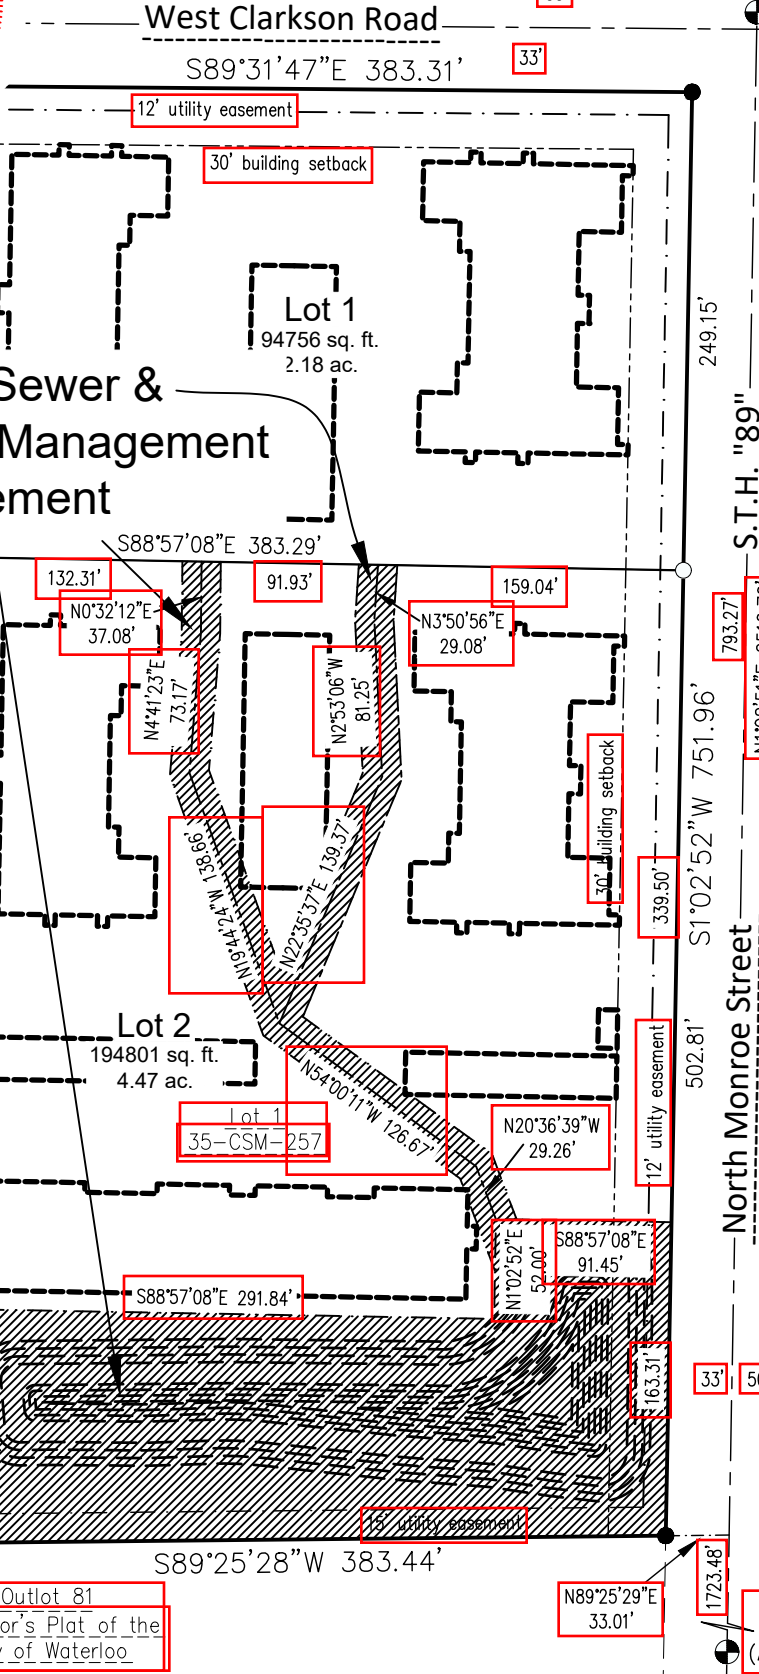 West Clarkson Road
S89°31'47"E 383.31'
33'
12' utility easement
30' building setback
Lot 1
94756 sq. ft.
2.18 ac.
249.15'
Sewer &
Management
ement
S.T.H. "89"
S88°57'08"E 383.29'
132.31'
91.93'
159.04'
N0°32'12"E
37.08'
N3°50'56"E
29.08'
793.27'
N4°41'23"E
73.17'
N2°53'06"W
81.25'
S1°02'52"W 751.96'
30' building setback
N19°44'24"W 138.66'
N22°35'37"E 139.37'
339.50'
North Monroe Street
Lot 2
194801 sq. ft.
4.47 ac.
502.81'
12' utility easement
Lot 1
35-CSM-257
N54°00'11"W 126.67'
N20°36'39"W
29.26'
N1°02'52"E
52.00'
S88°57'08"E
91.45'
S88°57'08"E 291.84'
163.31'
33'
15' utility easement
S89°25'28"W 383.44'
N89°25'29"E
33.01'
1723.48'
Outlot 81
or's Plat of the
y of Waterloo